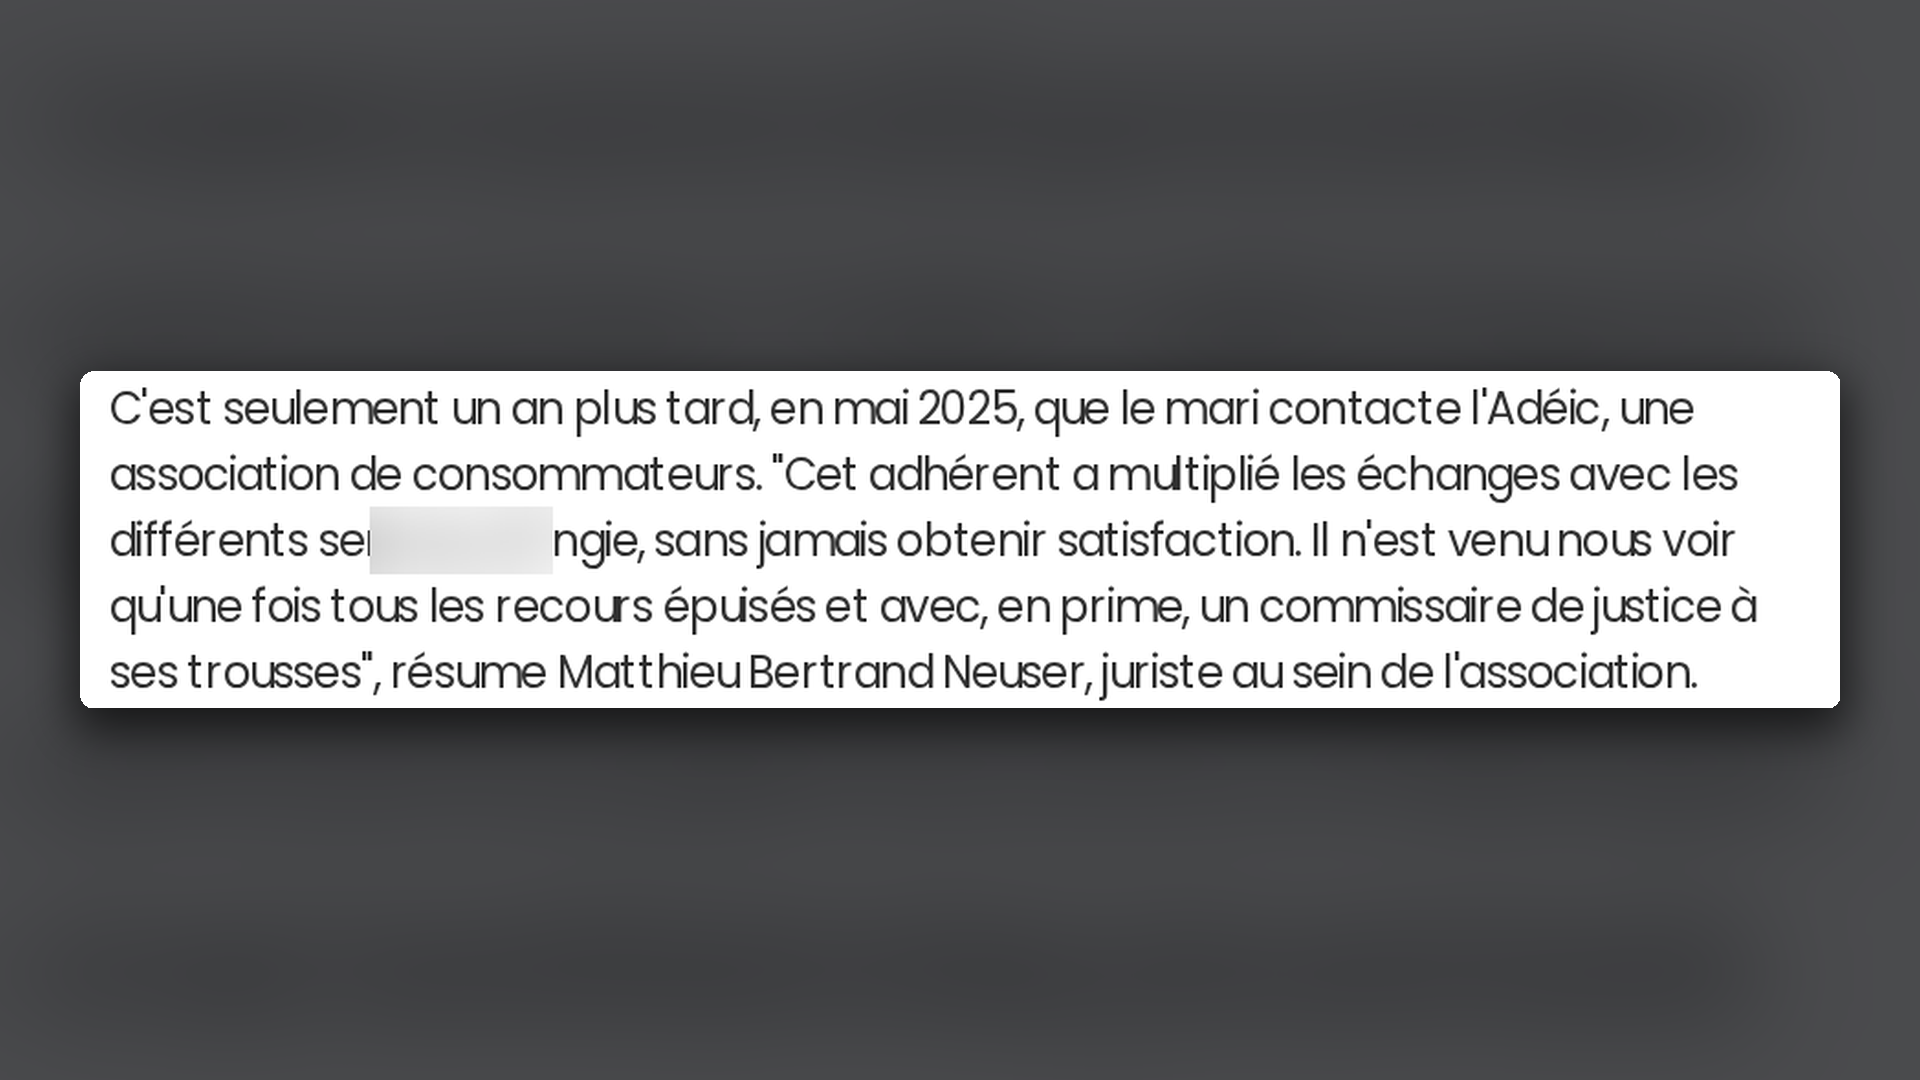 C'est seulement un an plus tard, en mai 2025, que le mari contacte l'Adéic, une
association de consommateurs. "Cet adhérent a multiplié les échanges avec les
différents sans jamais obtenir satisfaction. Il n'est venu nous voir
qu'une fois tous les recours épuisés et avec, en prime, un commissaire de justice à
ses trousses", résume Matthieu Bertrand Neuser, juriste au sein de l'association.